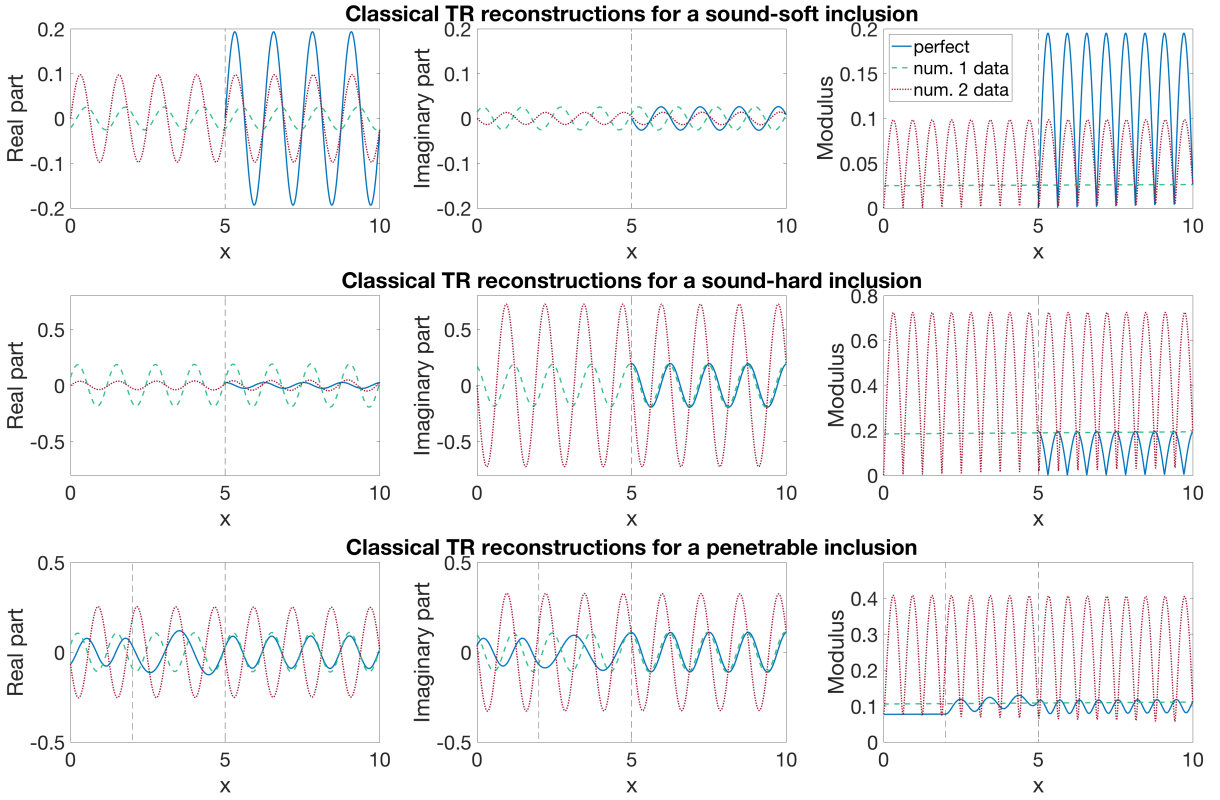 Classical TR reconstructions for a sound-soft inclusion
Real part
0.2
0.1
0
-0.1
-0.2
0 5 10
x
Imaginary part
0.2
0.1
0
-0.1
-0.2
0 5 10
x
Modulus
0.2
0.15
0.1
0.05
0
0 5 10
x
perfect
num. 1 data
num. 2 data
Classical TR reconstructions for a sound-hard inclusion
Real part
0.5
0
-0.5
0 5 10
x
Imaginary part
0.5
0
-0.5
0 5 10
x
Modulus
0.8
0.6
0.4
0.2
0
0 5 10
x
Classical TR reconstructions for a penetrable inclusion
Real part
0.5
0
-0.5
0 5 10
x
Imaginary part
0.5
0
-0.5
0 5 10
x
Modulus
0.4
0.3
0.2
0.1
0
0 5 10
x